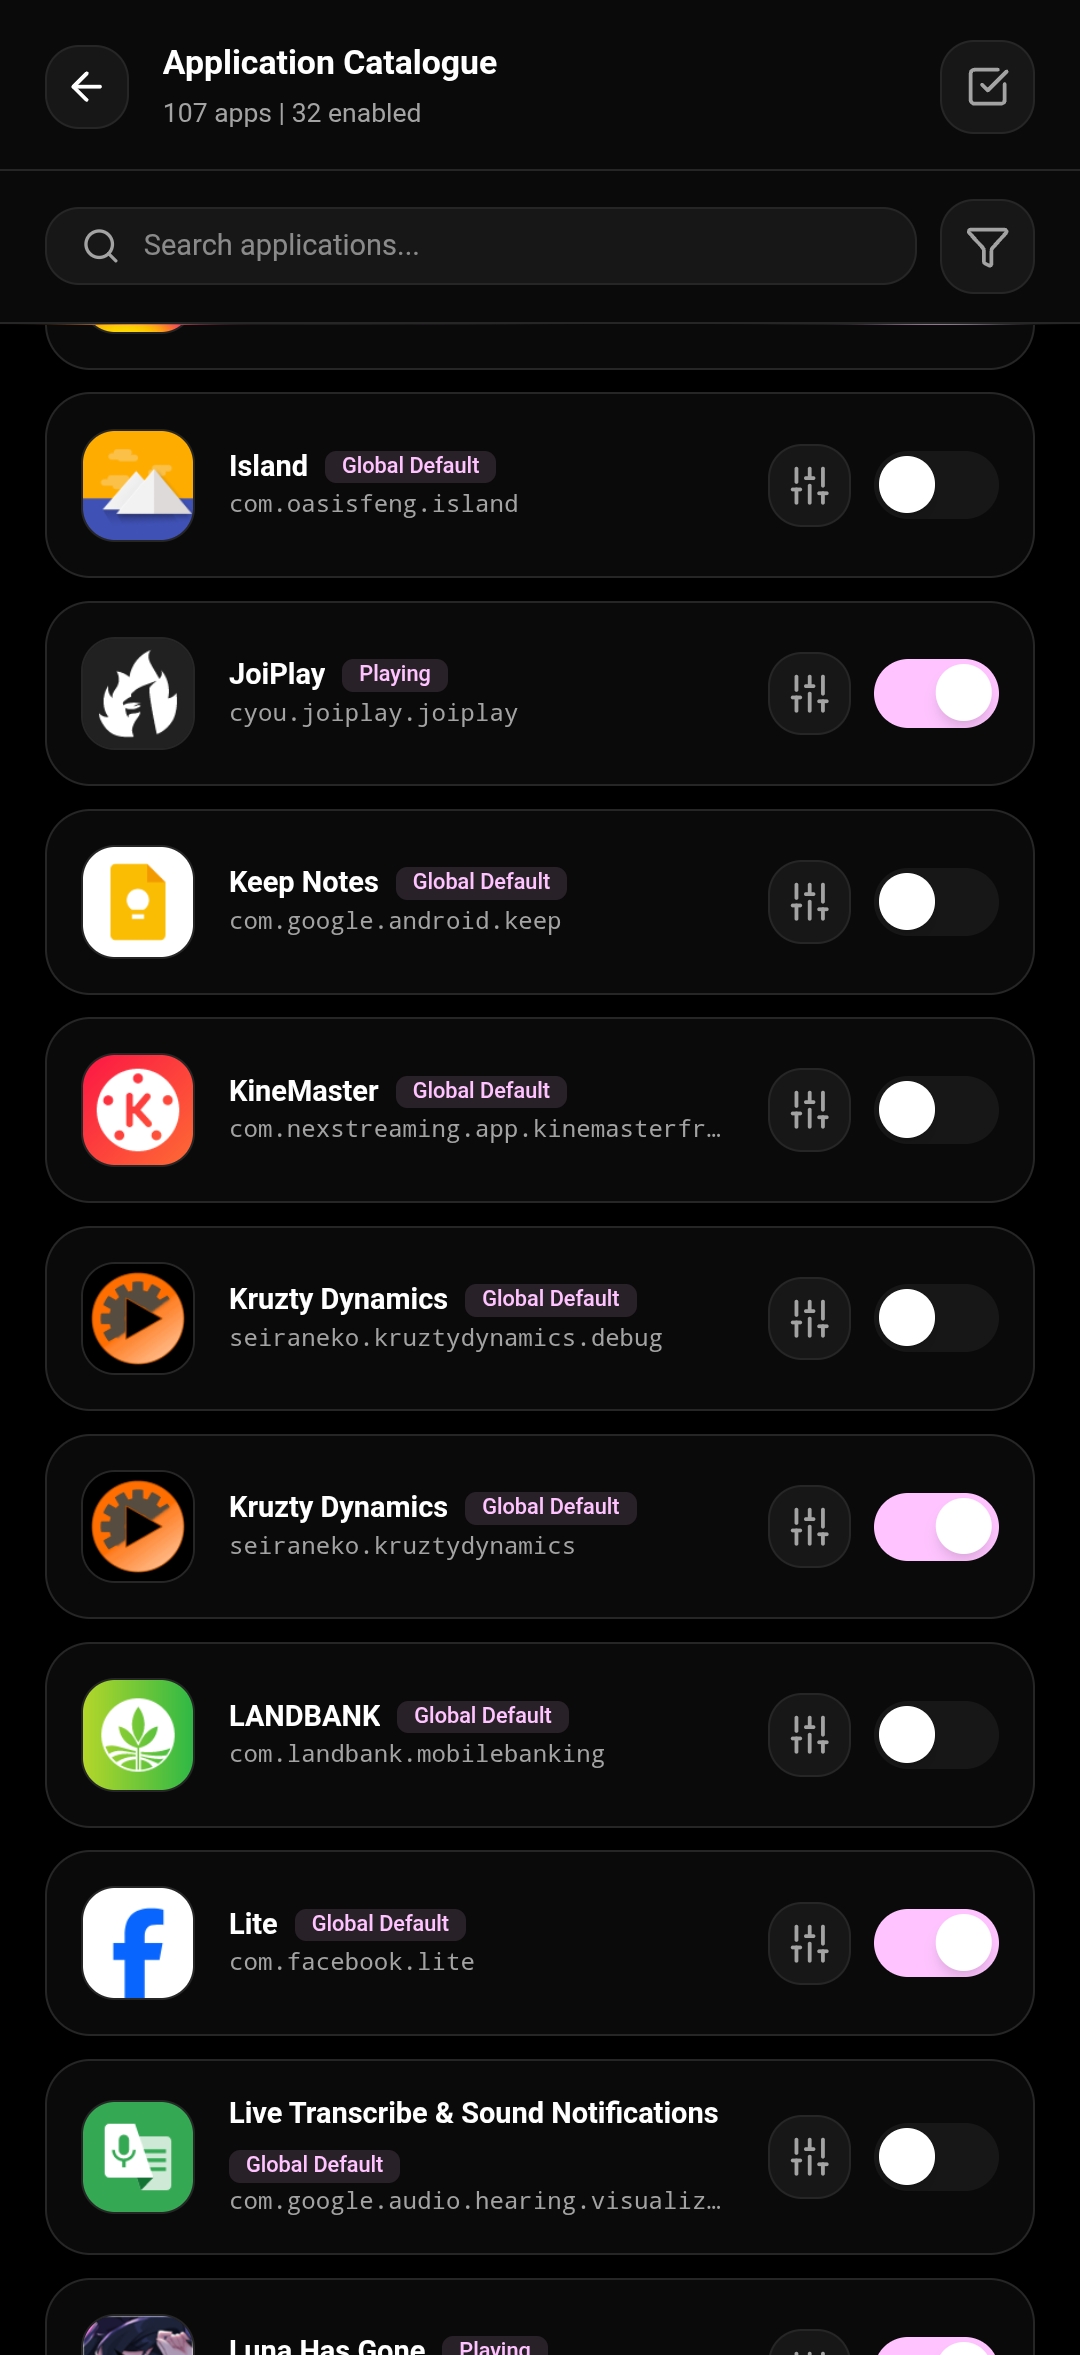 Application Catalogue
107 apps | 32 enabled
Search applications...
Island Global Default
com.oasisfeng.island
JoiPlay Playing
cyou.joiplay.joiplay
Keep Notes Global Default
com.google.android.keep
KineMaster Global Default
com.nexstreaming.app.kinemasterfr…
Kruzty Dynamics Global Default
seiraneko.kruztydynamics.debug
Kruzty Dynamics Global Default
seiraneko.kruztydynamics
LANDBANK Global Default
com.landbank.mobilebanking
Lite Global Default
com.facebook.lite
Live Transcribe & Sound Notifications
Global Default
com.google.audio.hearing.visualiz…
Luna Has Gone Playing